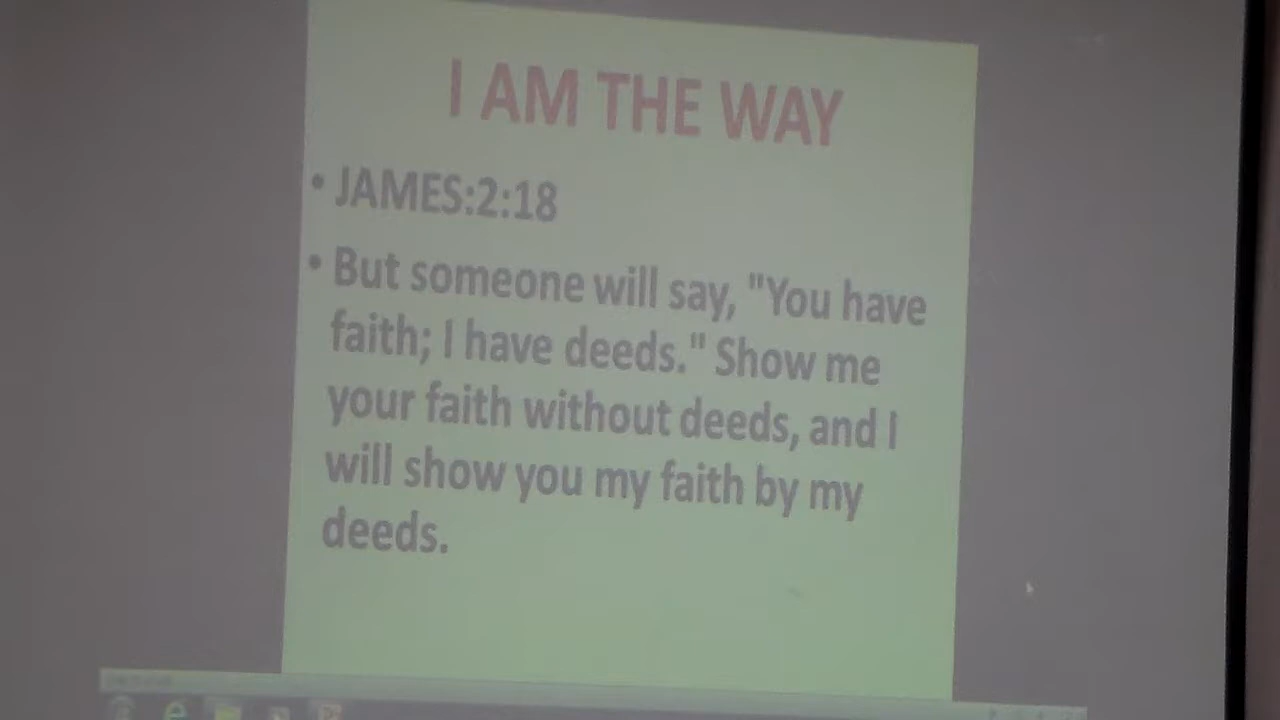 I AM THE WAY
• JAMES:2:18
• But someone will say, "You have
faith; I have deeds." Show me
your faith without deeds, and I
will show you my faith by my
deeds.